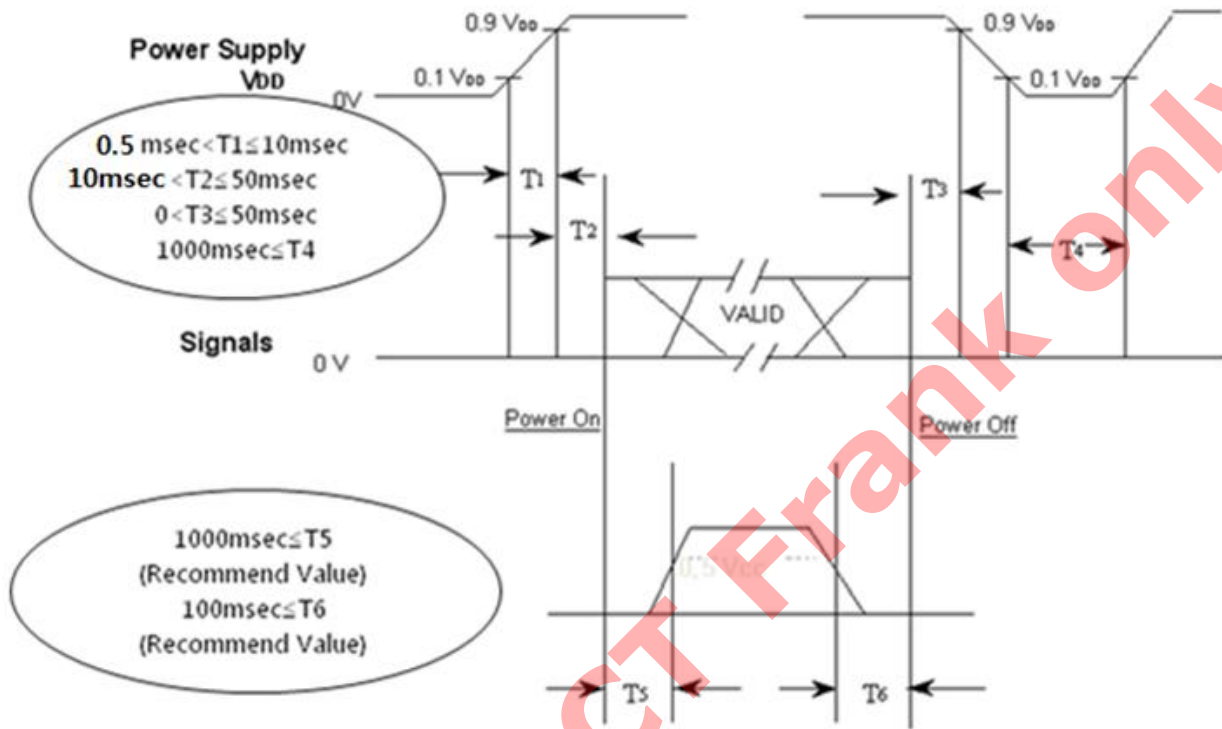 0.9 VDD
0.9 VDD
Power Supply
VDD
0.1 VDD
0.1 VDD
0V
0.5 msec<T1≦10msec
10msec <T2≦50msec
0<T3≦50msec
1000msec≦T4
T1
T3
T2
T4
VALID
Signals
0 V
Power On
Power Off
1000msec≦T5
(Recommend Value)
100msec≦T6
(Recommend Value)
0,5 Vcc
T5
T6
CT Frank only